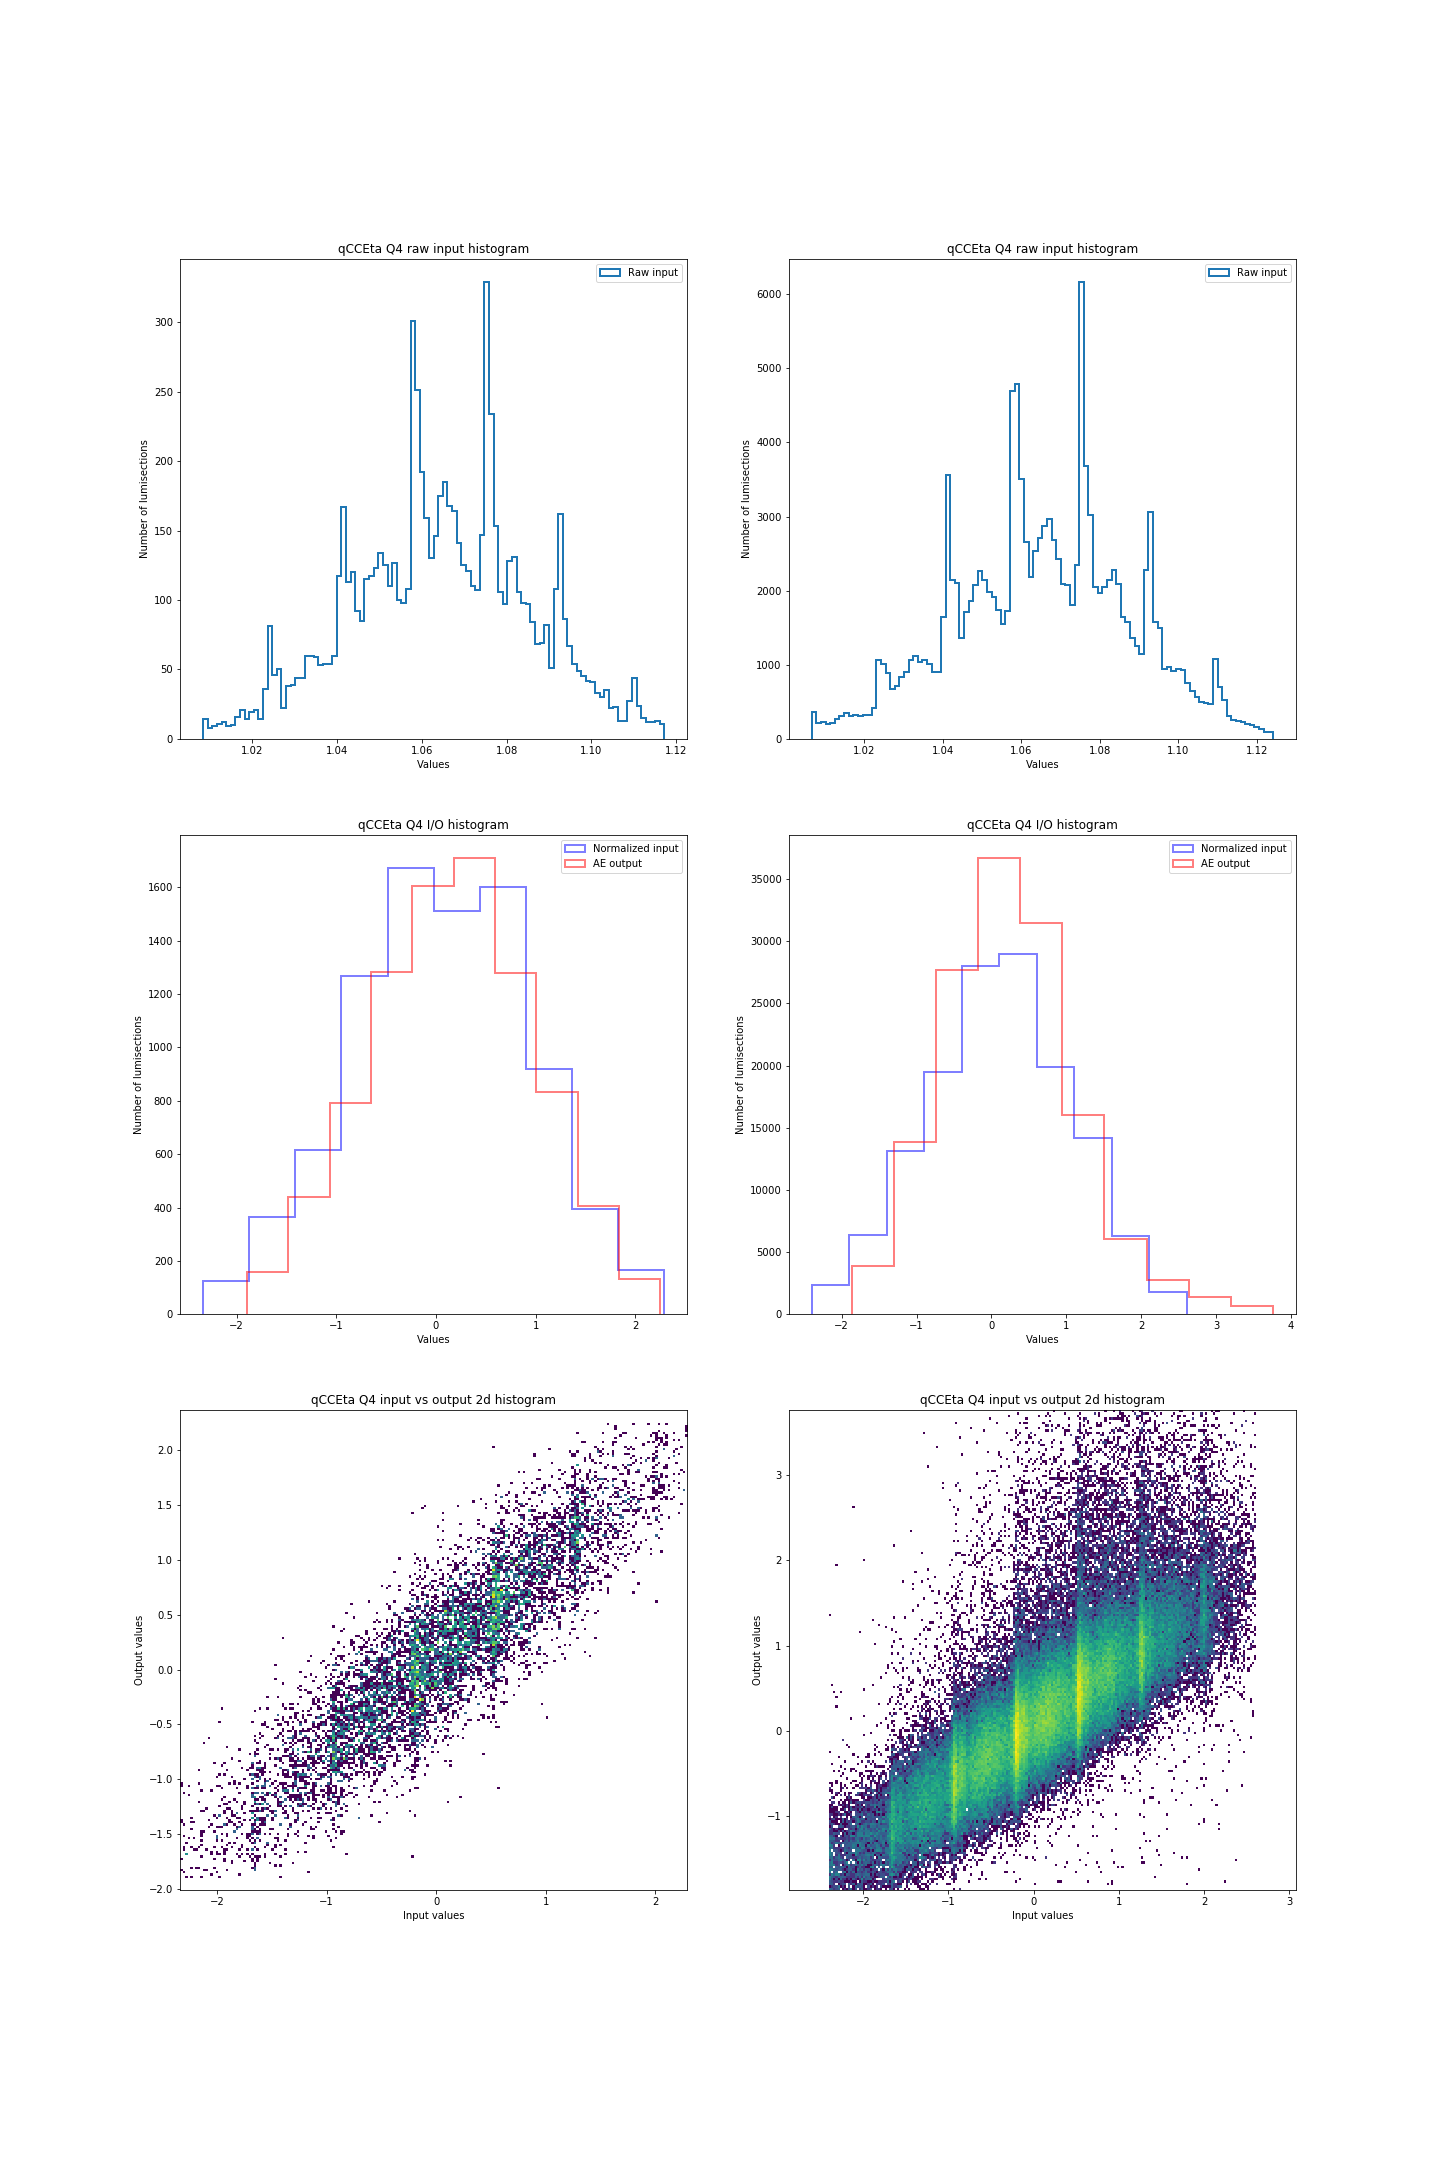 qCCEta Q4 raw input histogram
Raw input
Number of lumisections
300
250
200
150
100
50
0
1.02 1.04 1.06 1.08 1.10 1.12
Values
qCCEta Q4 raw input histogram
Raw input
Number of lumisections
6000
5000
4000
3000
2000
1000
0
1.02 1.04 1.06 1.08 1.10 1.12
Values
qCCEta Q4 I/O histogram
Normalized input
AE output
Number of lumisections
1600
1400
1200
1000
800
600
400
200
0
−2 −1 0 1 2
Values
qCCEta Q4 I/O histogram
Normalized input
AE output
Number of lumisections
35000
30000
25000
20000
15000
10000
5000
0
−2 −1 0 1 2 3 4
Values
qCCEta Q4 input vs output 2d histogram
Output values
2.0
1.5
1.0
0.5
0.0
−0.5
−1.0
−1.5
−2.0
−2 −1 0 1 2
Input values
qCCEta Q4 input vs output 2d histogram
Output values
3
2
1
0
−1
−2 −1 0 1 2 3
Input values